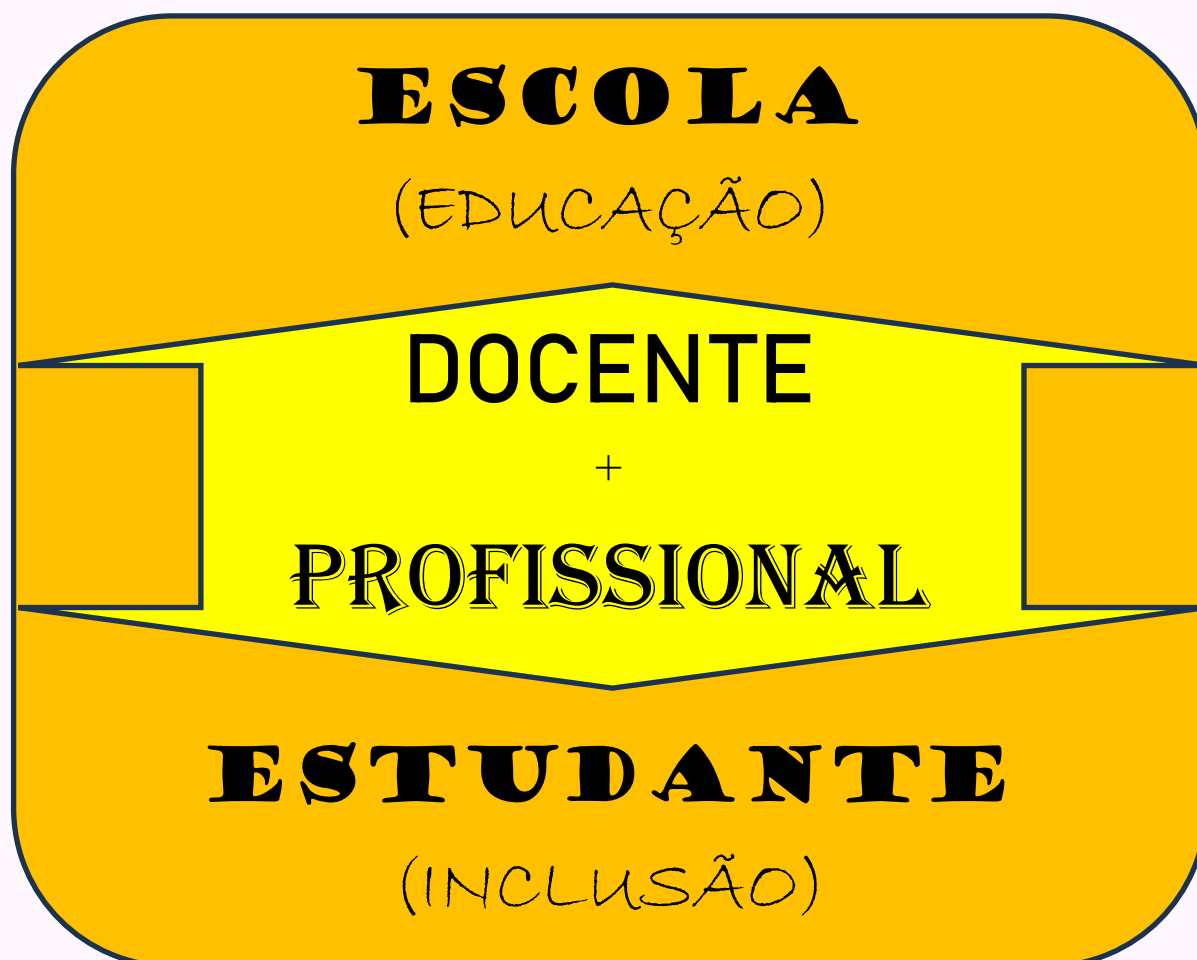 ESCOLA
(EDUCAÇÃO)
DOCENTE
+
PROFISSIONAL
ESTUDANTE
(INCLUSÃO)